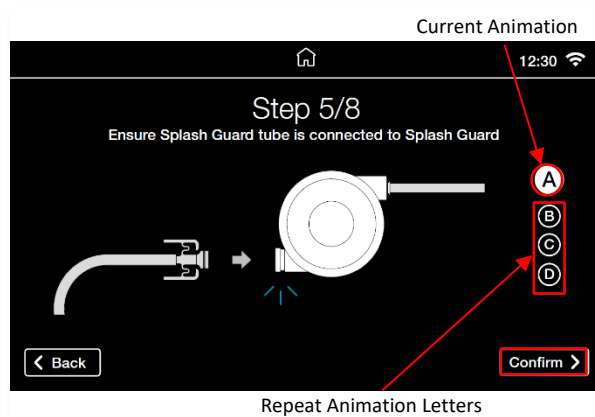 Current Animation
12:30
Step 5/8
Ensure Splash Guard tube is connected to Splash Guard
A
B
C
D
Back
Confirm
Repeat Animation Letters